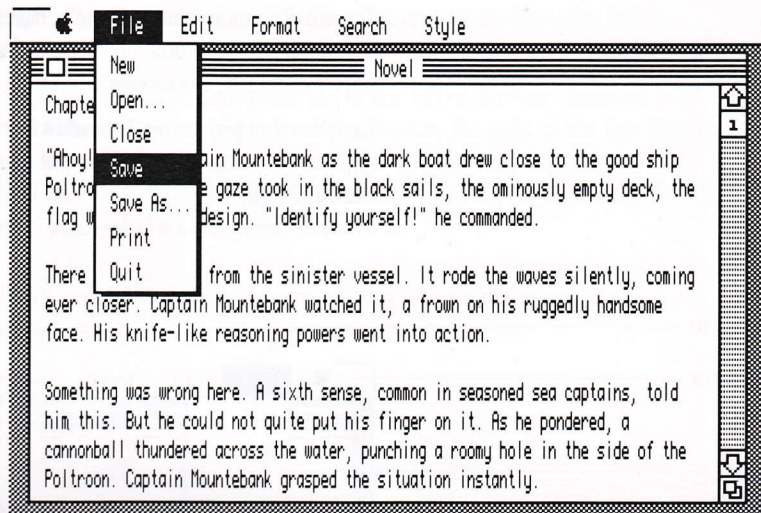 File Edit Format Search Style
Novel
New
Open...
Close
Save
Save As...
Print
Quit
Chapte
1
"Ahoy! ain Mountebank as the dark boat drew close to the good ship
Poltro e gaze took in the black sails, the ominously empty deck, the
flag w design. "Identify yourself!" he commanded.
There from the sinister vessel. It rode the waves silently, coming
ever closer. Captain Mountebank watched it, a frown on his ruggedly handsome
face. His knife-like reasoning powers went into action.
Something was wrong here. A sixth sense, common in seasoned sea captains, told
him this. But he could not quite put his finger on it. As he pondered, a
cannonball thundered across the water, punching a roomy hole in the side of the
Poltroon. Captain Mountebank grasped the situation instantly.